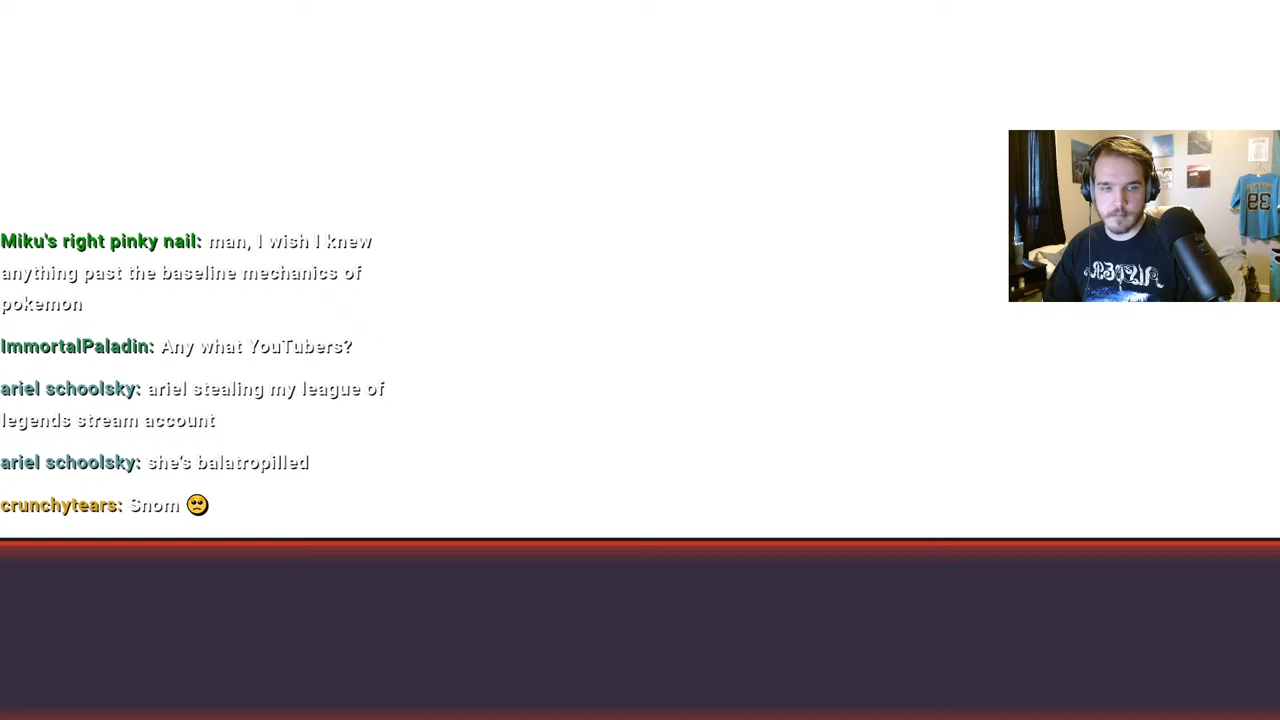 Miku's right pinky nail: man, I wish I knew
anything past the baseline mechanics of
pokemon
ImmortalPaladin: Any what YouTubers?
ariel schoolsky: ariel stealing my league of
legends stream account
ariel schoolsky: she's balatropilled
crunchytears: Snom 🥺